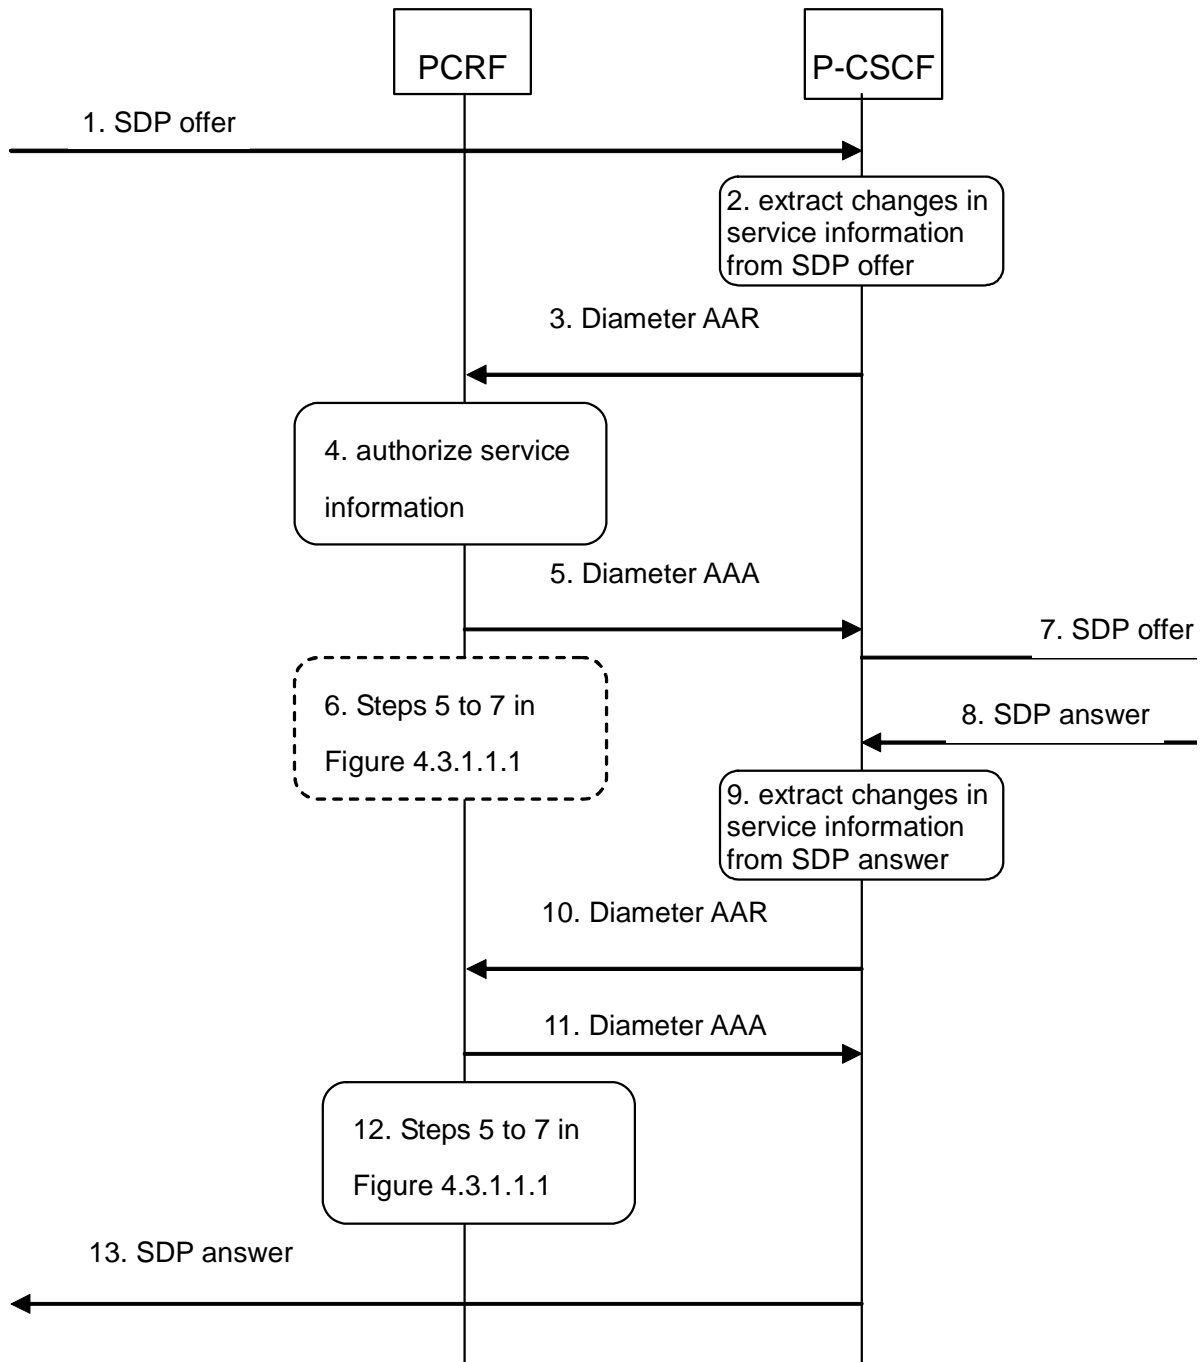 PCRF
P-CSCF
1. SDP offer
2. extract changes in
service information
from SDP offer
3. Diameter AAR
4. authorize service
information
5. Diameter AAA
7. SDP offer
6. Steps 5 to 7 in
Figure 4.3.1.1.1
8. SDP answer
9. extract changes in
service information
from SDP answer
10. Diameter AAR
11. Diameter AAA
12. Steps 5 to 7 in
Figure 4.3.1.1.1
13. SDP answer